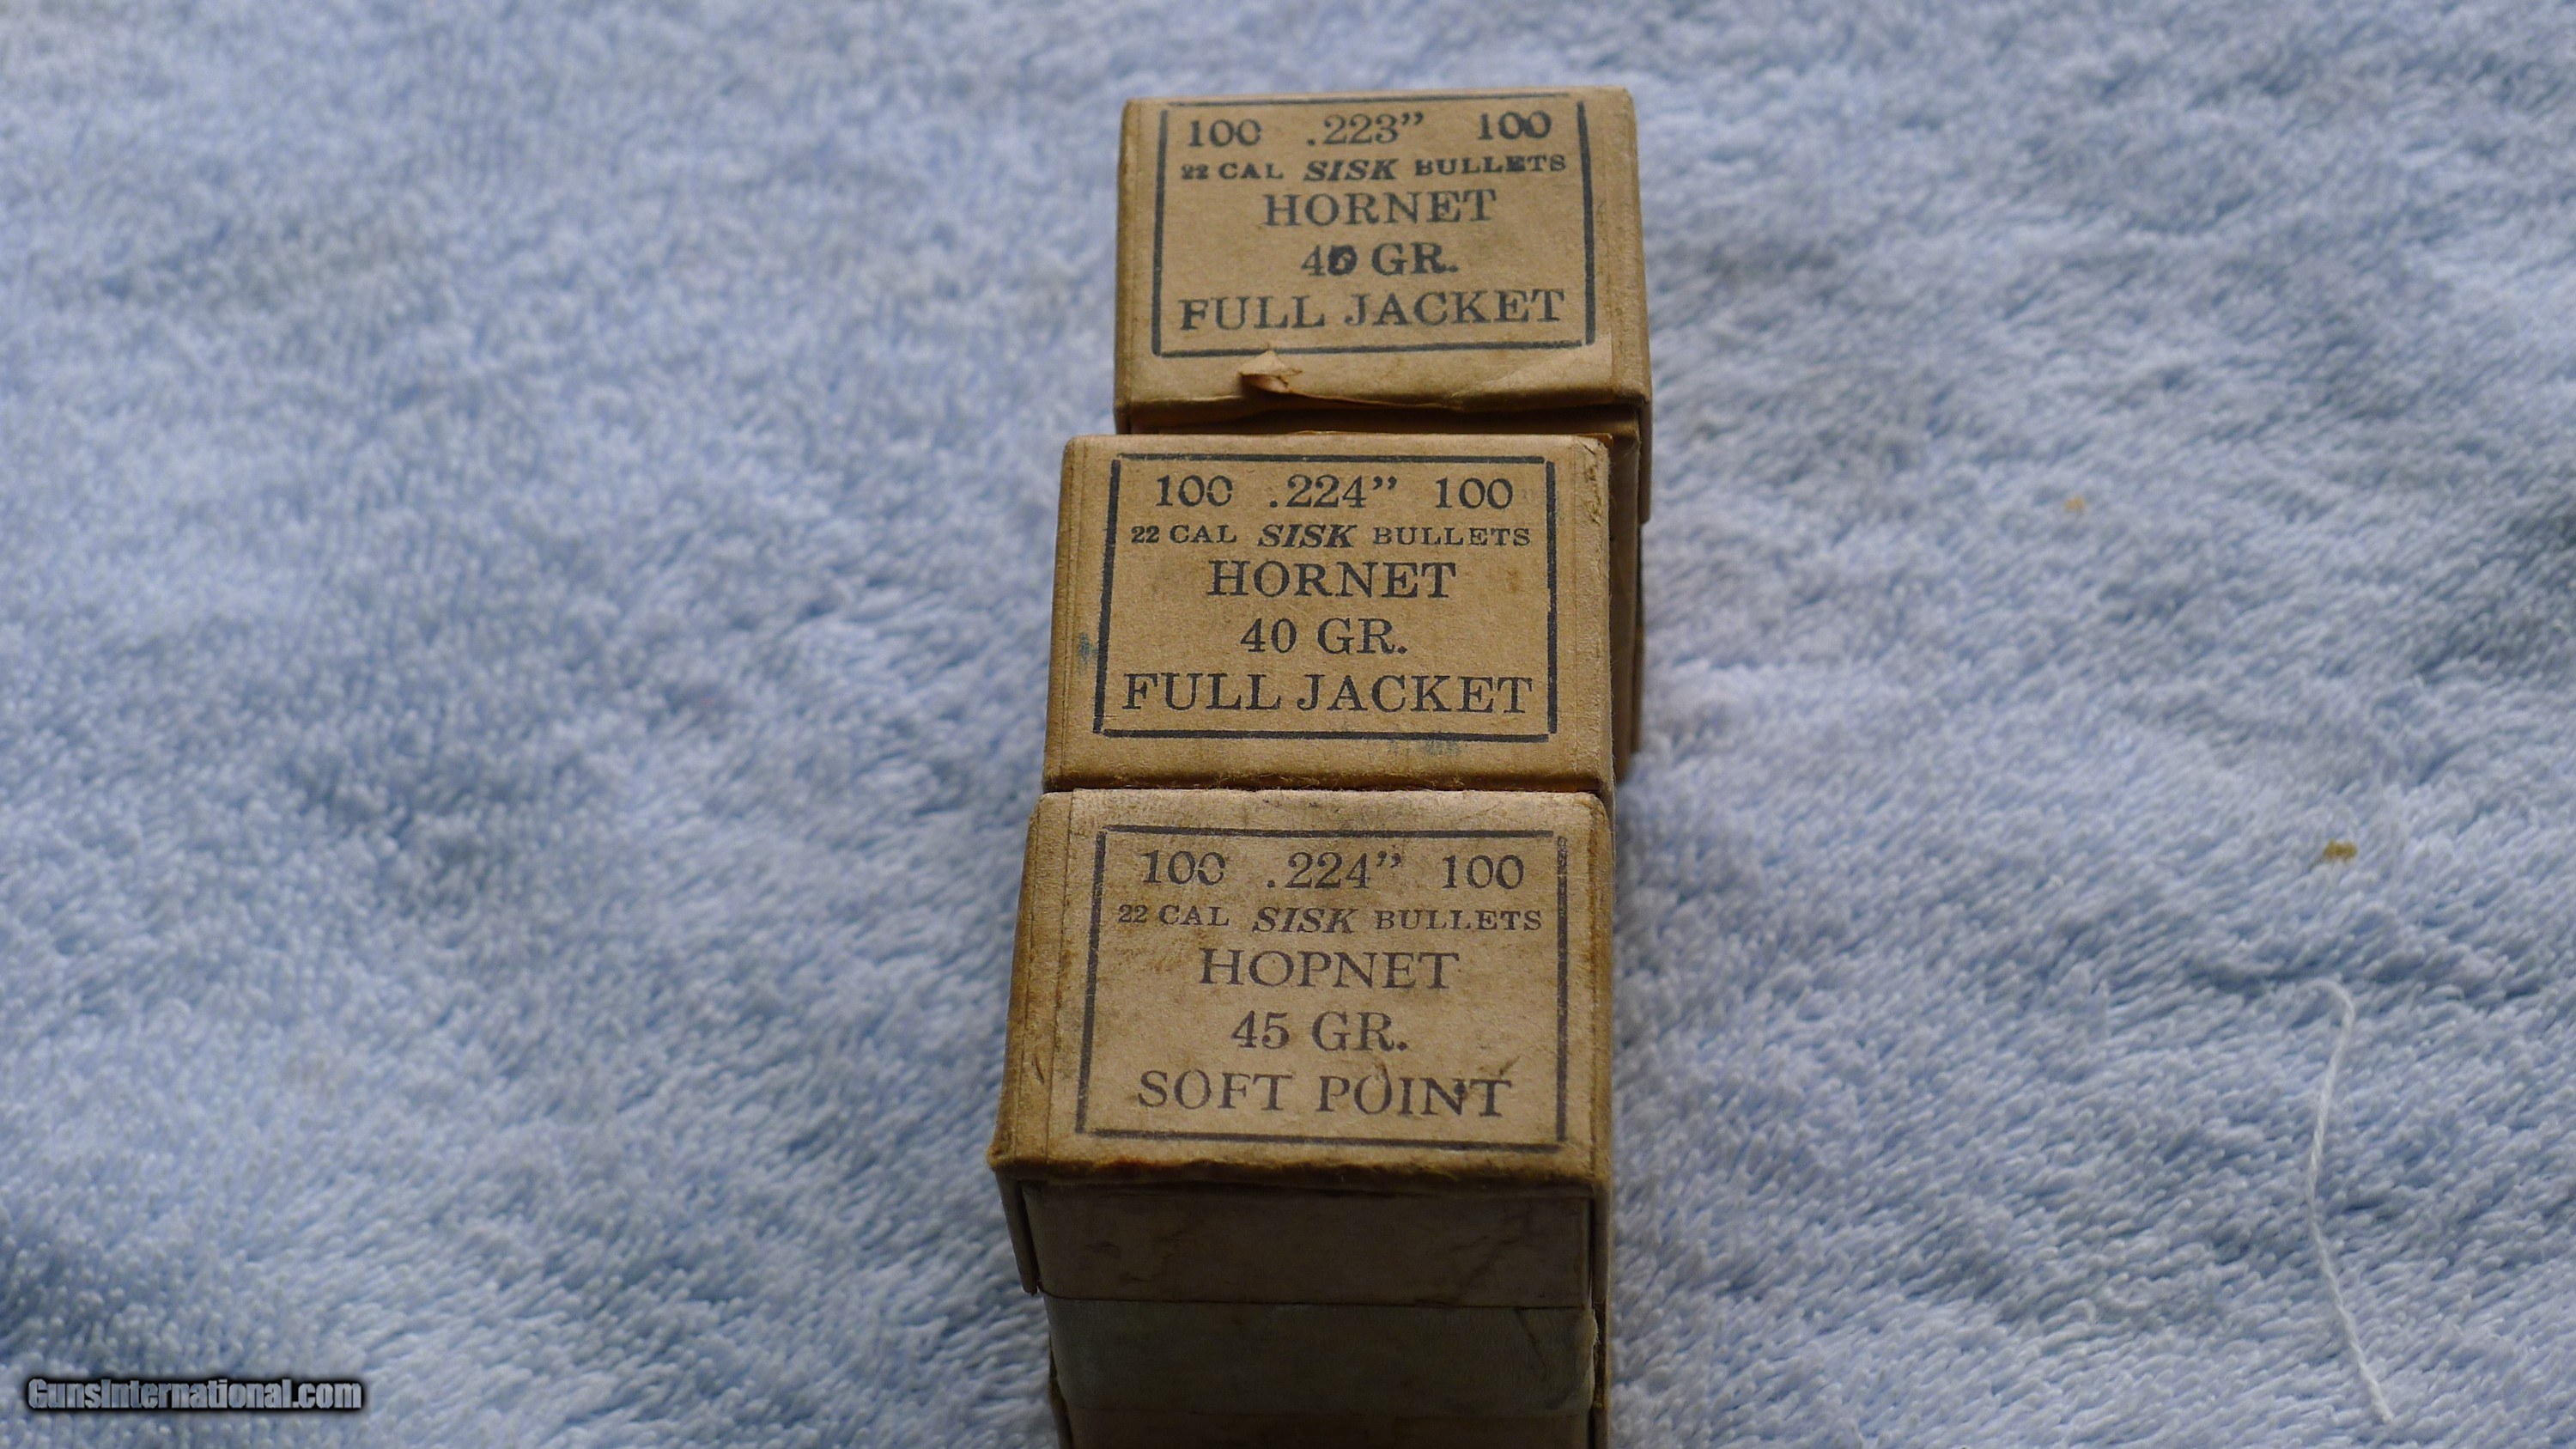 100 .223” 100
22 CAL SISK BULLETS
HORNET
40 GR.
FULL JACKET
100 .224” 100
22 CAL SISK BULLETS
HORNET
40 GR.
FULL JACKET
100 .224” 100
22 CAL SISK BULLETS
HOPNET
45 GR.
SOFT POINT
GunsInternational.com